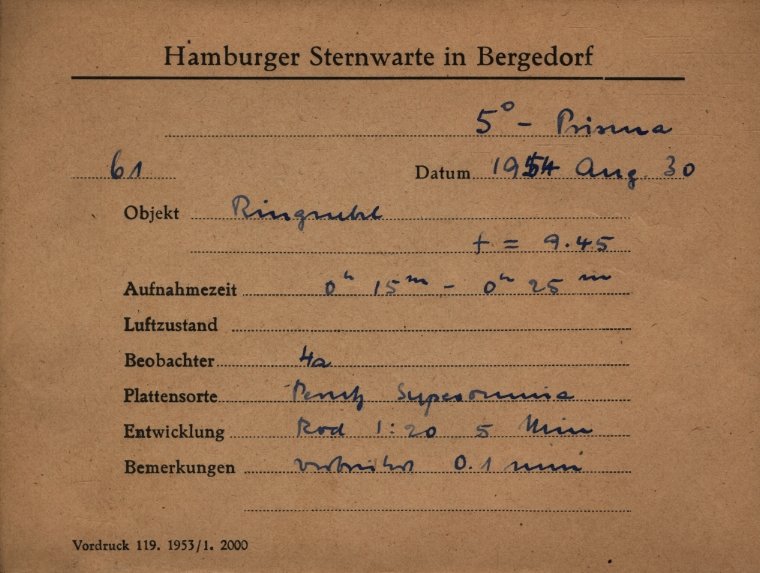 Hamburger Sternwarte in Bergedorf
5° - Prisma
61 Datum 1954 Aug. 30
Objekt Ringnebel
f = 9.45
Aufnahmezeit 0h 15m - 0h 25m
Luftzustand
Beobachter
Plattensorte Perutz Superomnia
Entwicklung Rod 1:20 5 Min
Bemerkungen verbreitert 0.1 mm
Vordruck 119. 1953/1. 2000